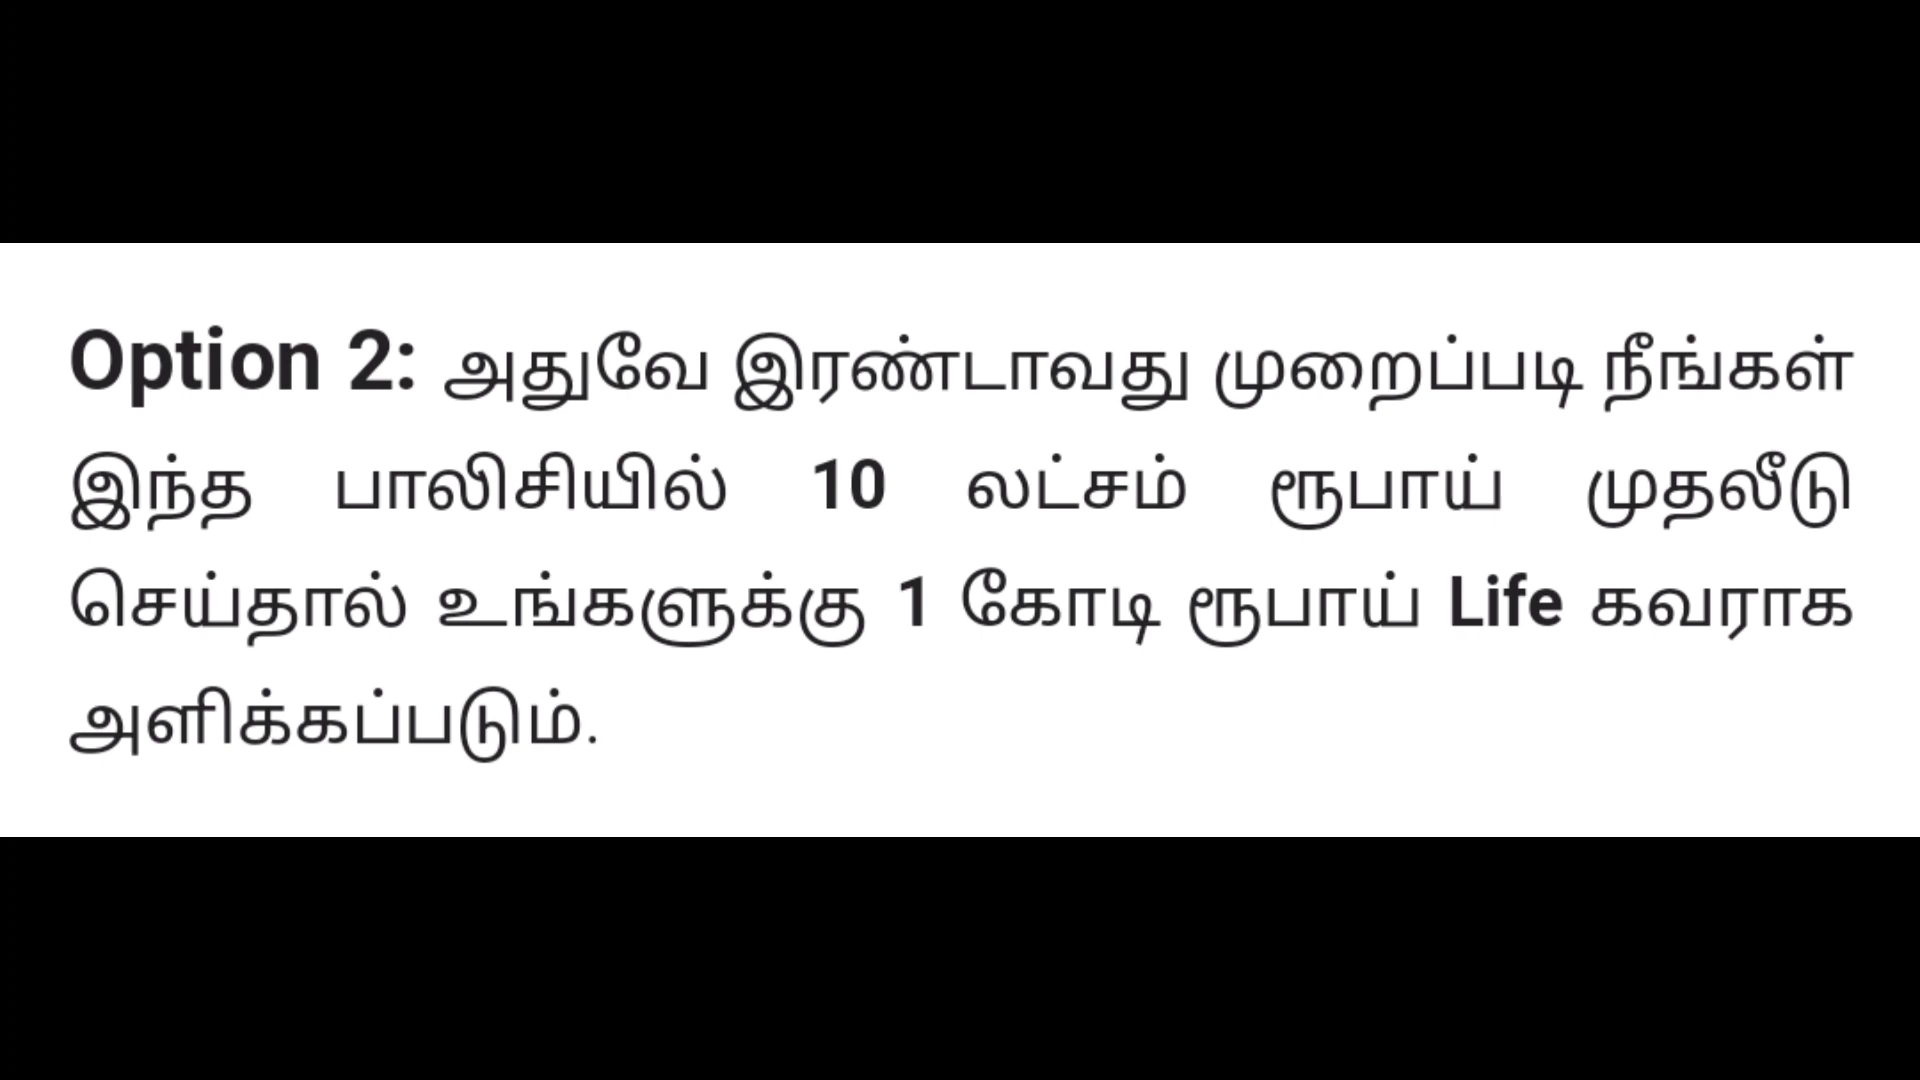 Option 2: அதுவே இரண்டாவது முறைப்படி நீங்கள்
இந்த பாலிசியில் 10 லட்சம் ரூபாய் முதலீடு
செய்தால் உங்களுக்கு 1 கோடி ரூபாய் Life கவராக
அளிக்கப்படும்.